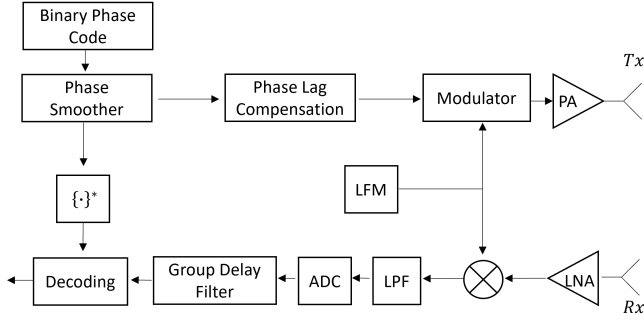 Binary Phase
Code
Tx
Phase
Smoother
Phase Lag
Compensation
Modulator
PA
{·}*
LFM
Decoding
Group Delay
Filter
ADC
LPF
LNA
Rx